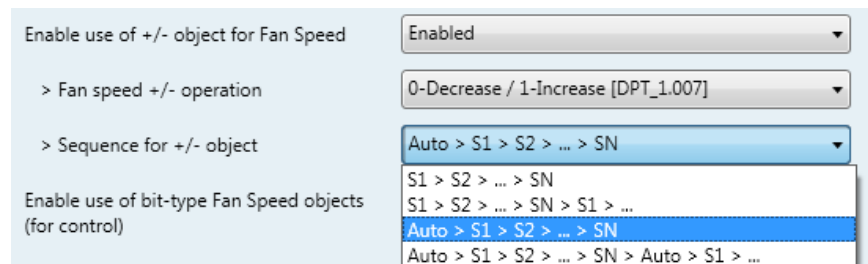 Enable use of +/- object for Fan Speed
Enabled
> Fan speed +/- operation
0-Decrease / 1-Increase [DPT_1.007]
> Sequence for +/- object
Auto > S1 > S2 > ... > SN
S1 > S2 > ... > SN
S1 > S2 > ... > SN > S1 > ...
Auto > S1 > S2 > ... > SN
Auto > S1 > S2 > ... > SN > Auto > S1 > ...
Enable use of bit-type Fan Speed objects
(for control)